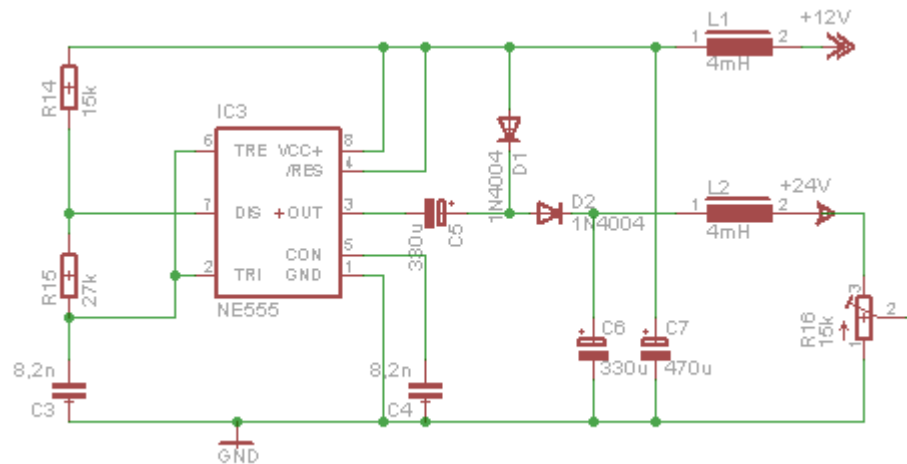 L1
+12V
1
2
4mH
R14
15k
IC3
6
TRE
VCC+
8
/RES
4
7
DIS
+OUT
3
CON
5
2
TRI
GND
1
NE555
D1
1N4004
D2
1N4004
330u
C5
L2
+24V
1
2
4mH
R15
27k
8,2n
C3
8,2n
C4
C6
330u
C7
470u
R16
15k
3
2
1
GND